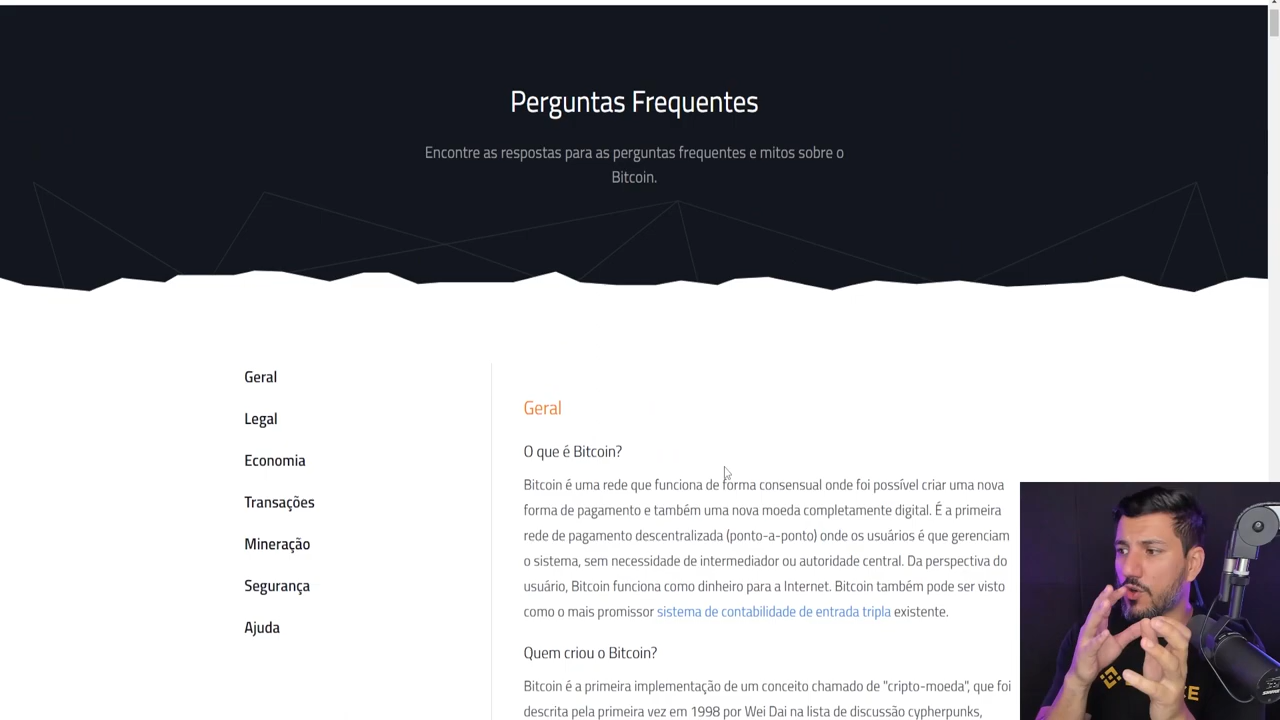 Perguntas Frequentes
Encontre as respostas para as perguntas frequentes e mitos sobre o
Bitcoin.
Geral
Legal
Economia
Transações
Mineração
Segurança
Ajuda
Geral
O que é Bitcoin?
Bitcoin é uma rede que funciona de forma consensual onde foi possível criar uma nova
forma de pagamento e também uma nova moeda completamente digital. É a primeira
rede de pagamento descentralizada (ponto-a-ponto) onde os usuários é que gerenciam
o sistema, sem necessidade de intermediador ou autoridade central. Da perspectiva do
usuário, Bitcoin funciona como dinheiro para a Internet. Bitcoin também pode ser visto
como o mais promissor sistema de contabilidade de entrada tripla existente.
Quem criou o Bitcoin?
Bitcoin é a primeira implementação de um conceito chamado de "cripto-moeda", que foi
descrita pela primeira vez em 1998 por Wei Dai na lista de discussão cypherpunks,